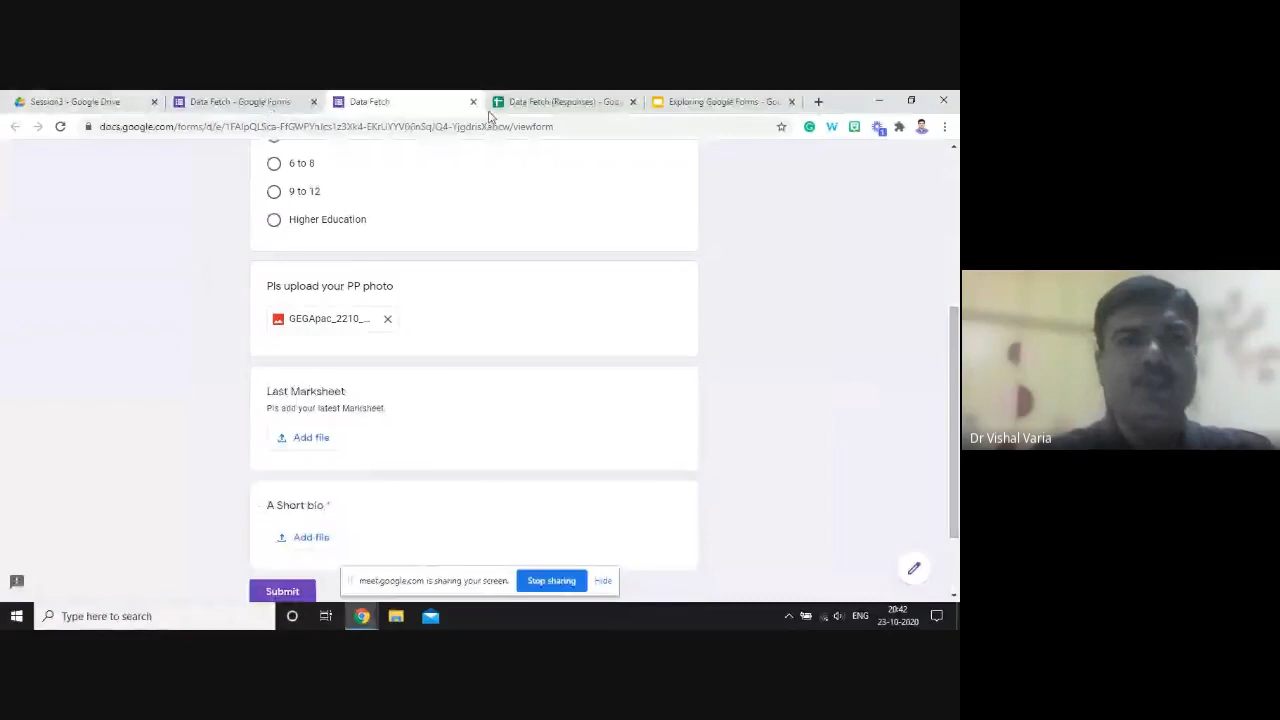 Session3 - Google Drive
Data Fetch - Google Forms
Data Fetch
Data Fetch (Responses) - Goo
Exploring Google Forms - Goo
6 to 8
9 to 12
Higher Education
Pls upload your PP photo
GEGApac_2210_...
Last Marksheet
Pls add your latest Marksheet.
Add file
A Short bio *
Add file
Submit
meet.google.com is sharing your screen.
Stop sharing
Hide
Type here to search
ENG
20:42
23-10-2020
Dr Vishal Varia